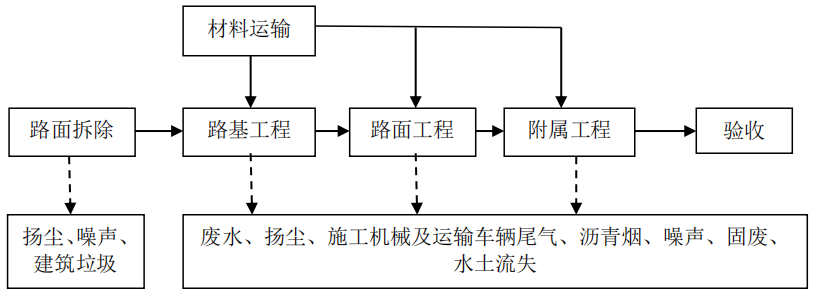 材料运输
路面拆除
路基工程
路面工程
附属工程
验收
扬尘、噪声、
建筑垃圾
废水、扬尘、施工机械及运输车辆尾气、沥青烟、噪声、固废、
水土流失